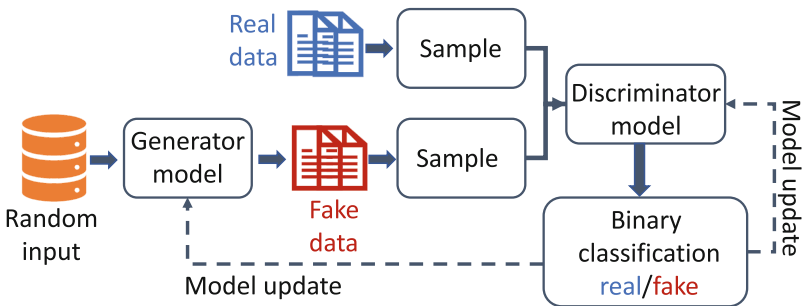 Real
data
Sample
Discriminator
model
Generator
model
Sample
Random
input
Fake
data
Binary
classification
real/fake
Model update
Model update